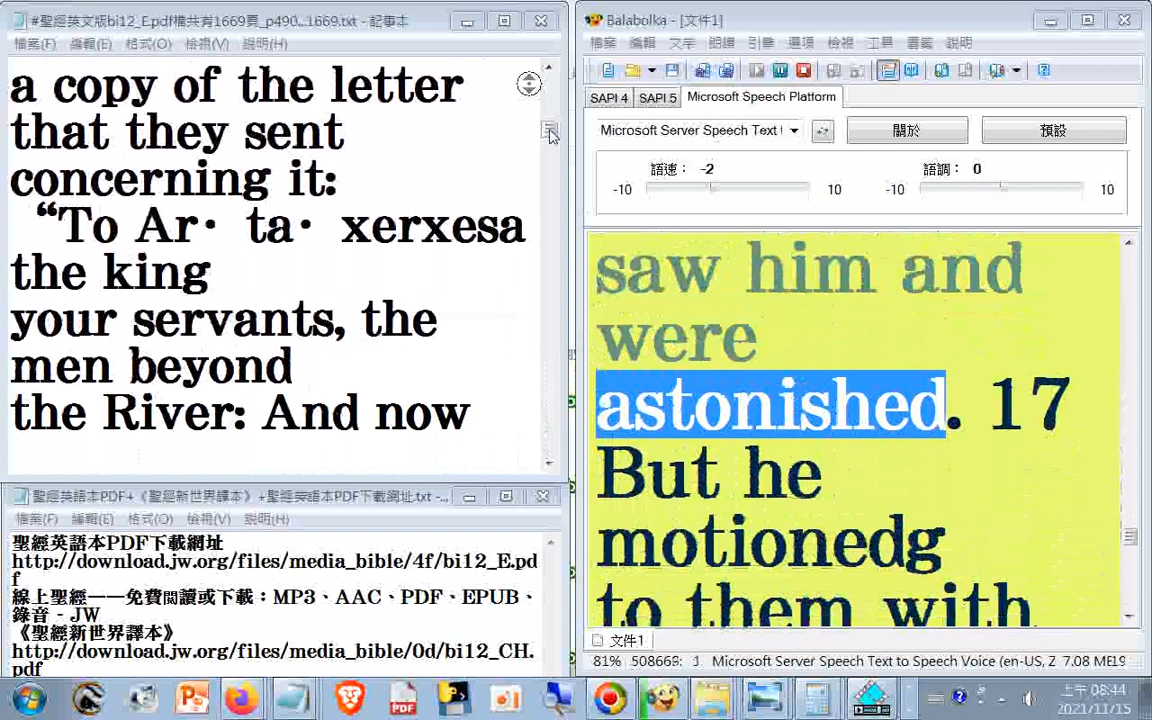 #聖經英文版bi12_E.pdf檔共有1669頁_p490...1669.txt - 記事本
檔案(F) 編輯(E) 格式(O) 檢視(V) 說明(H)
a copy of the letter
that they sent
concerning it:
“To Ar· ta· xerxesa
the king
your servants, the
men beyond
the River: And now
聖經英語本PDF+《聖經新世界譯本》+聖經英語本PDF下載網址.txt -...
檔案(F) 編輯(E) 格式(O) 檢視(V) 說明(H)
聖經英語本PDF下載網址
http://download.jw.org/files/media_bible/4f/bi12_E.pd
f
線上聖經——免費閱讀或下載：MP3、AAC、PDF、EPUB、
錄音 - JW
《聖經新世界譯本》
http://download.jw.org/files/media_bible/0d/bi12_CH.
pdf
Balabolka - [文件1]
檔案 編輯 文字 朗讀 引擎 選項 檢視 工具 書籤 說明
SAPI 4 SAPI 5 Microsoft Speech Platform
Microsoft Server Speech Text
關於 預設
語速： -2 語調： 0
-10 10 -10 10
saw him and
were
astonished. 17
But he
motionedg
to them with
文件1
81% 508663: 1 Microsoft Server Speech Text to Speech Voice (en-US, Z 7.08 ME19
上午 08:44
2021/11/15